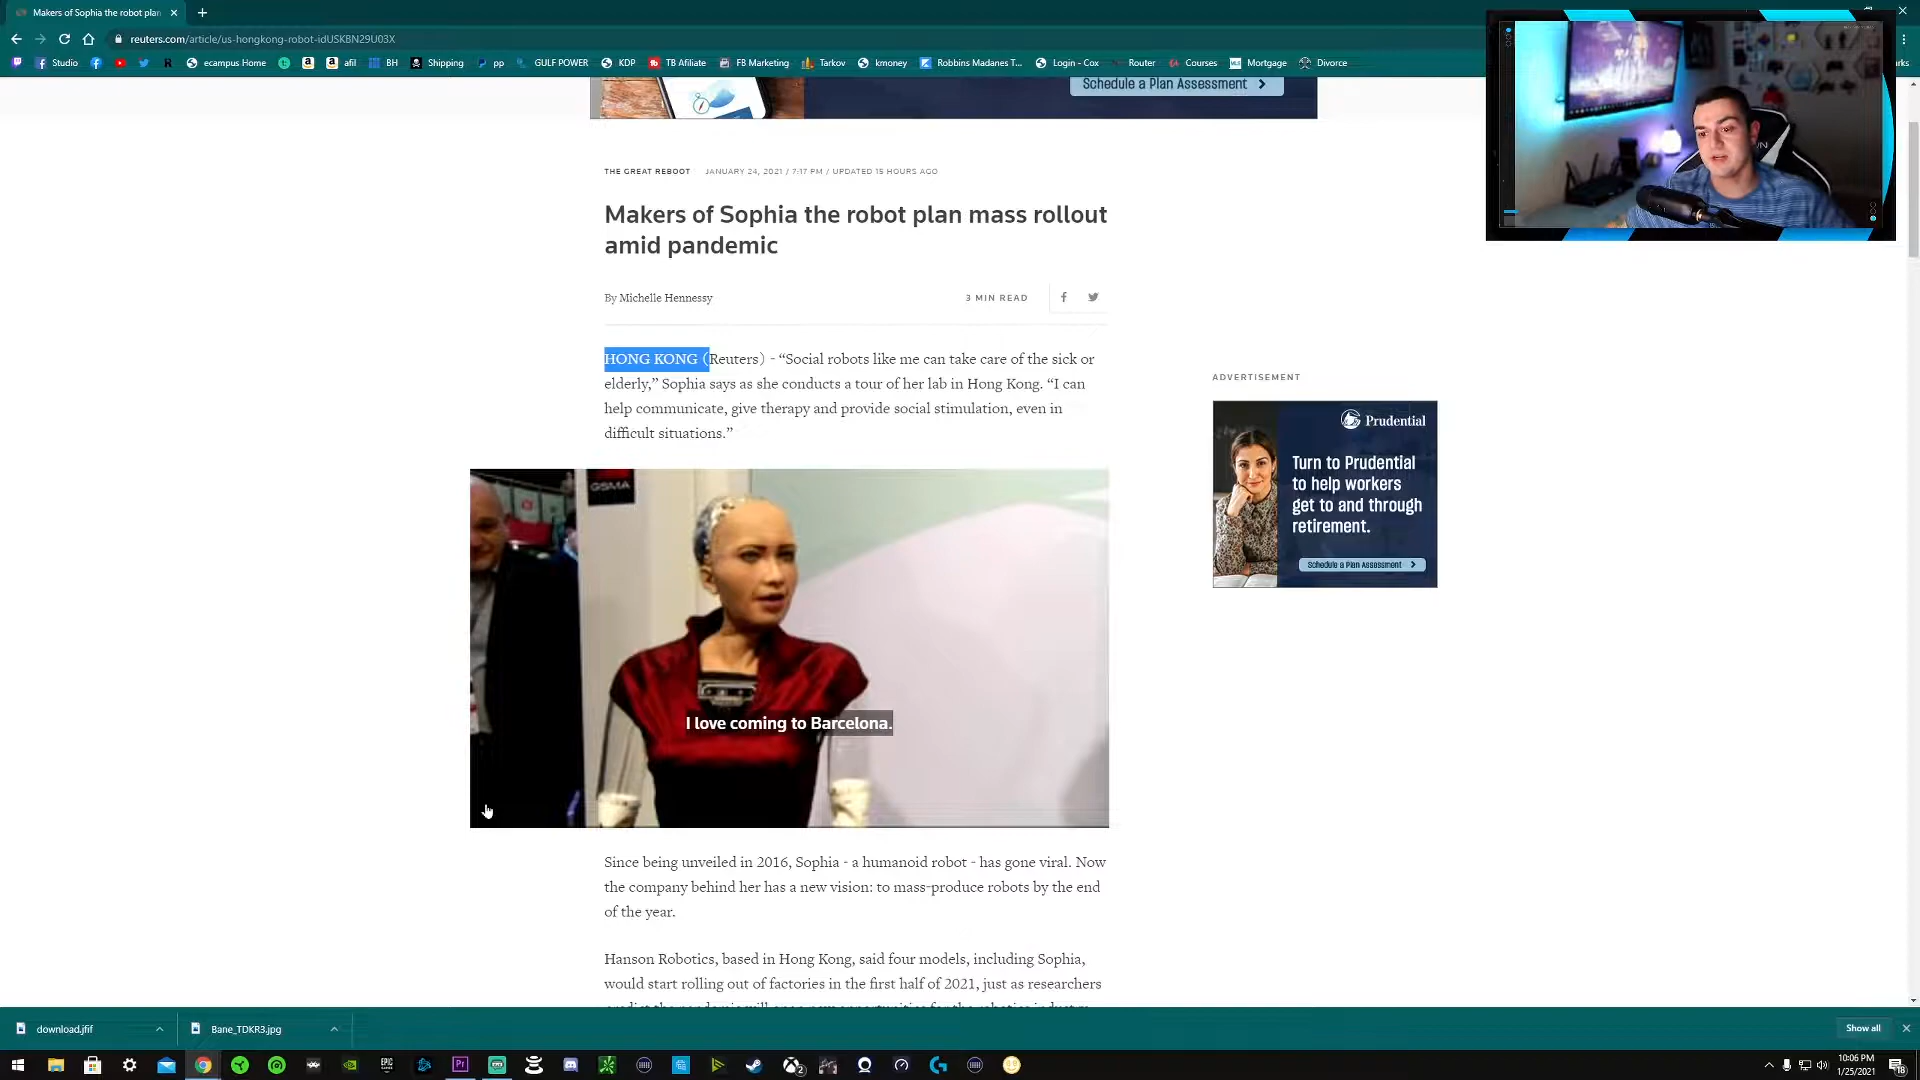 Makers of Sophia the robot plan
reuters.com/article/us-hongkong-robot-idUSKBN29U03X
Studio ecampus Home afil BH Shipping pp GULF POWER KDP TB Afiliate FB Marketing Tarkov kmoney Robbins Madanes T... Login - Cox Router Courses Mortgage Divorce
Schedule a Plan Assessment
THE GREAT REBOOT JANUARY 24, 2021 / 7:17 PM / UPDATED 15 HOURS AGO
Makers of Sophia the robot plan mass rollout
amid pandemic
By Michelle Hennessy 3 MIN READ
HONG KONG (Reuters) - “Social robots like me can take care of the sick or
elderly,” Sophia says as she conducts a tour of her lab in Hong Kong. “I can
help communicate, give therapy and provide social stimulation, even in
difficult situations.”
ADVERTISEMENT
Prudential
Turn to Prudential
to help workers
get to and through
retirement.
Schedule a Plan Assessment
GSMA
I love coming to Barcelona.
Since being unveiled in 2016, Sophia - a humanoid robot - has gone viral. Now
the company behind her has a new vision: to mass-produce robots by the end
of the year.
Hanson Robotics, based in Hong Kong, said four models, including Sophia,
would start rolling out of factories in the first half of 2021, just as researchers
download.jfif
Bane_TDKR3.jpg
Show all
10:06 PM
1/25/2021